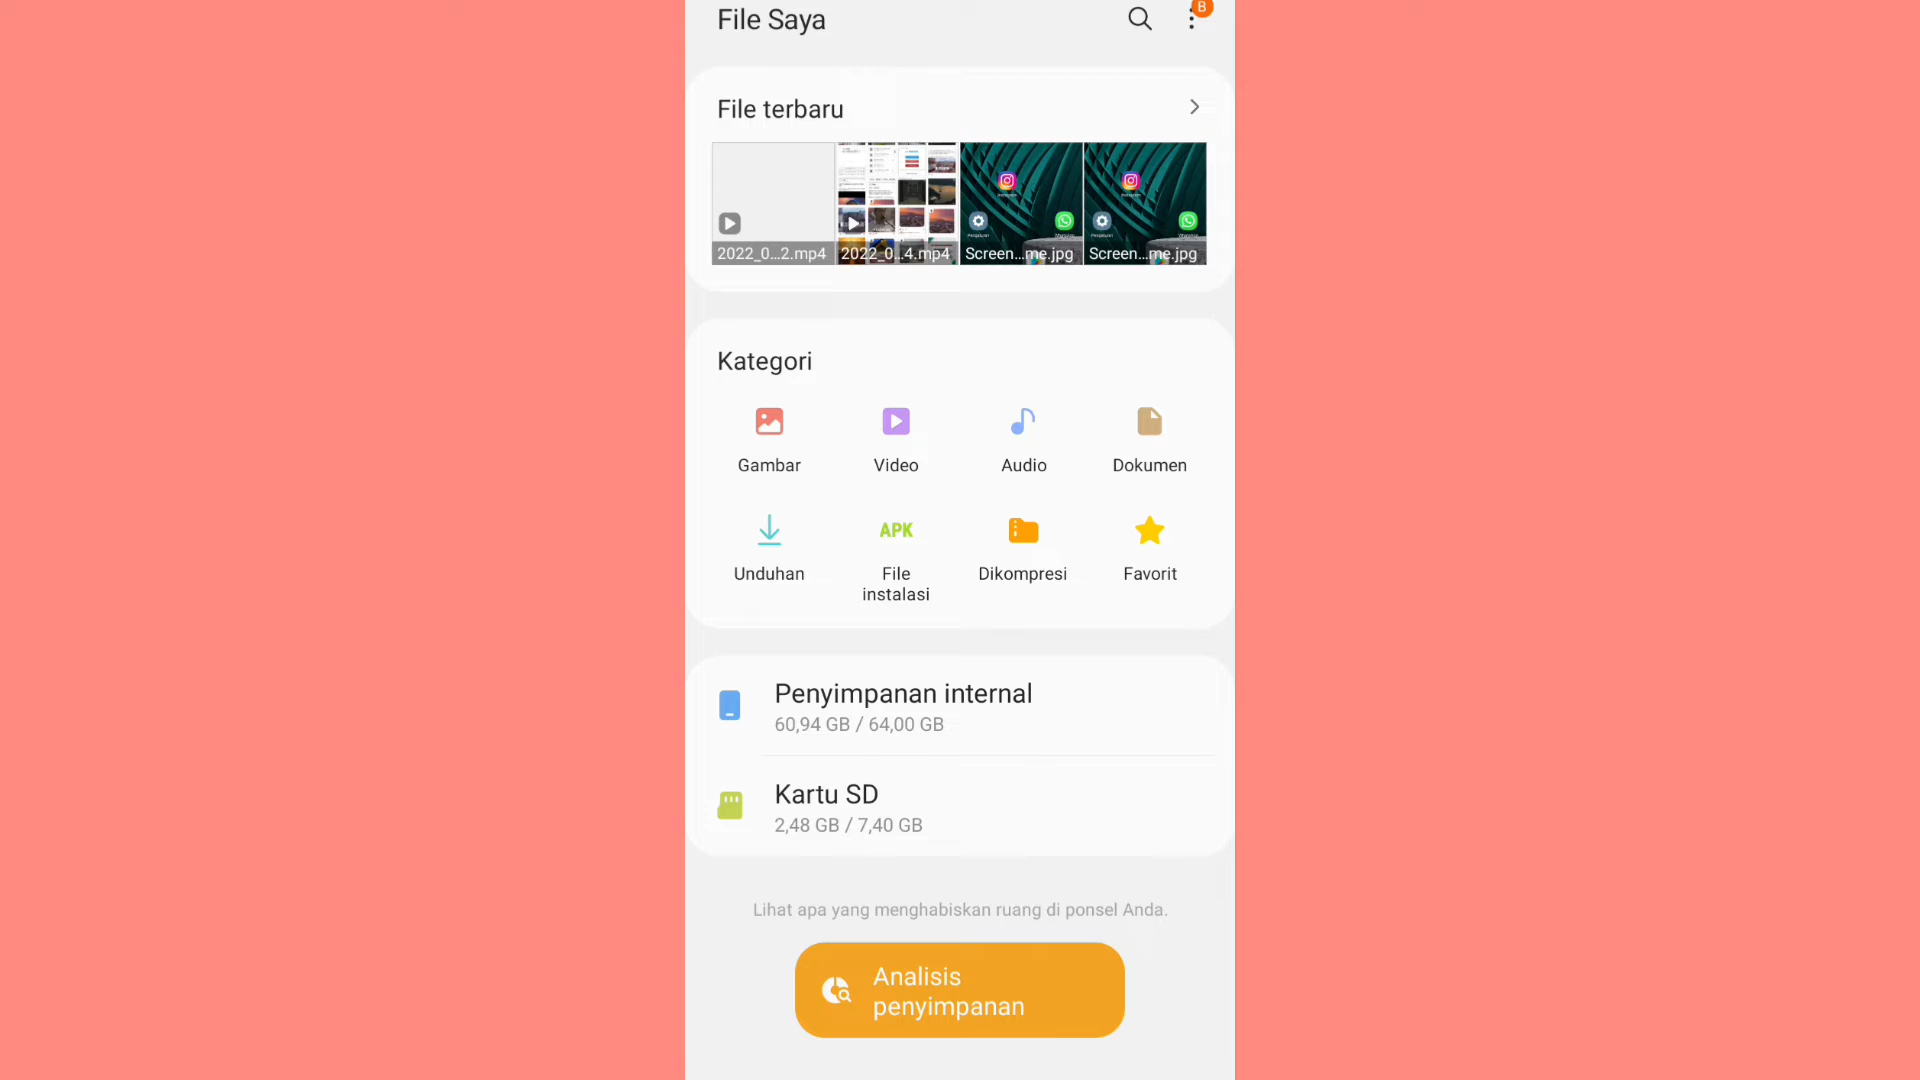 File Saya
B
File terbaru
2022_0...2.mp4
2022_0...4.mp4
Screen...me.jpg
Screen...me.jpg
Kategori
Gambar
Video
Audio
Dokumen
Unduhan
APK
File
instalasi
Dikompresi
Favorit
Penyimpanan internal
60,94 GB / 64,00 GB
Kartu SD
2,48 GB / 7,40 GB
Lihat apa yang menghabiskan ruang di ponsel Anda.
Analisis
penyimpanan